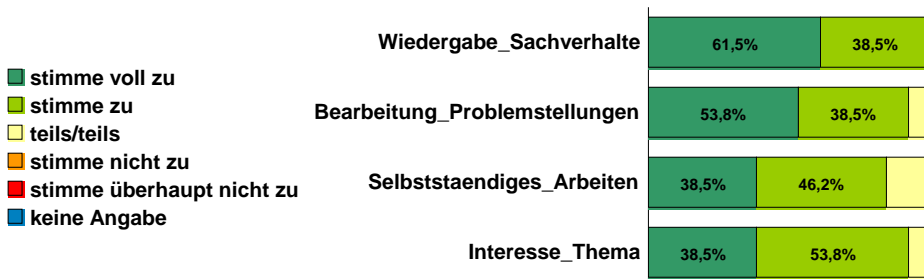 Wiedergabe_Sachverhalte
61,5% 38,5%
Bearbeitung_Problemstellungen
53,8% 38,5%
Selbststaendiges_Arbeiten
38,5% 46,2%
Interesse_Thema
38,5% 53,8%
stimme voll zu
stimme zu
teils/teils
stimme nicht zu
stimme überhaupt nicht zu
keine Angabe